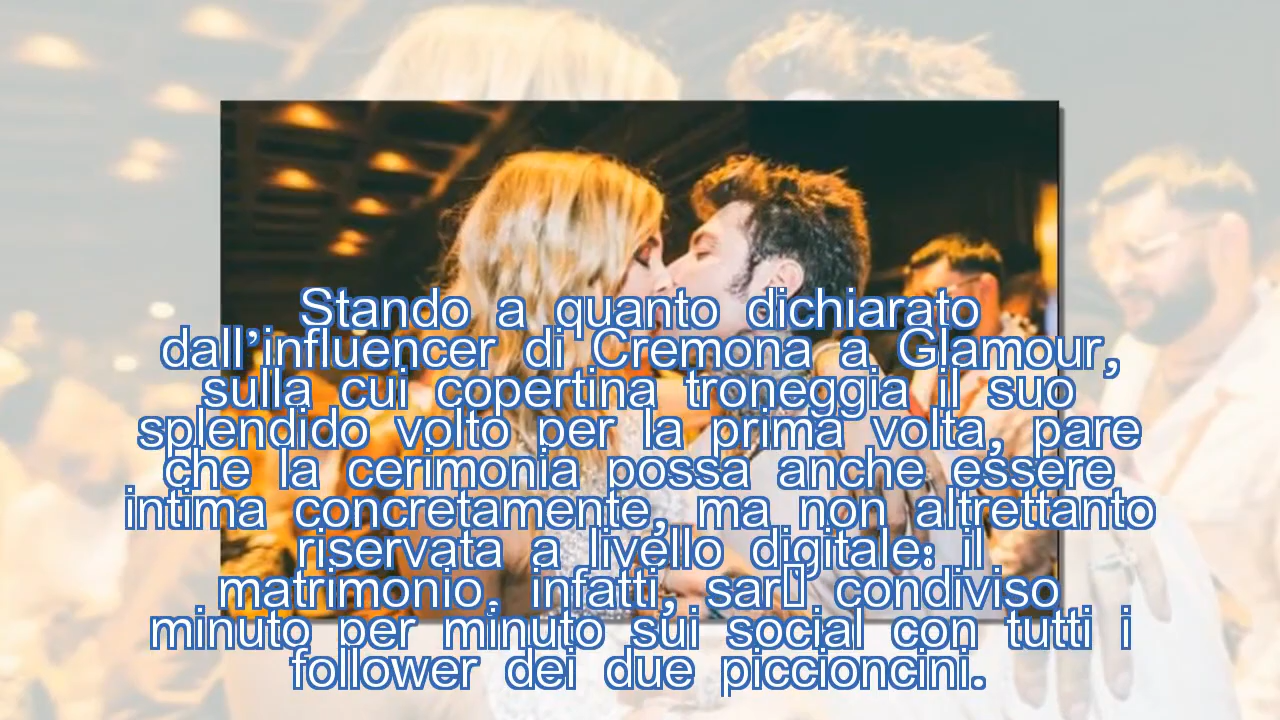 Stando a quanto dichiarato
dall'influencer di Cremona a Glamour,
sulla cui copertina troneggia il suo
splendido volto per la prima volta, pare
che la cerimonia possa anche essere
intima concretamente, ma non altrettanto
riservata a livello digitale: il
matrimonio, infatti, sar▯ condiviso
minuto per minuto sui social con tutti i
follower dei due piccioncini.